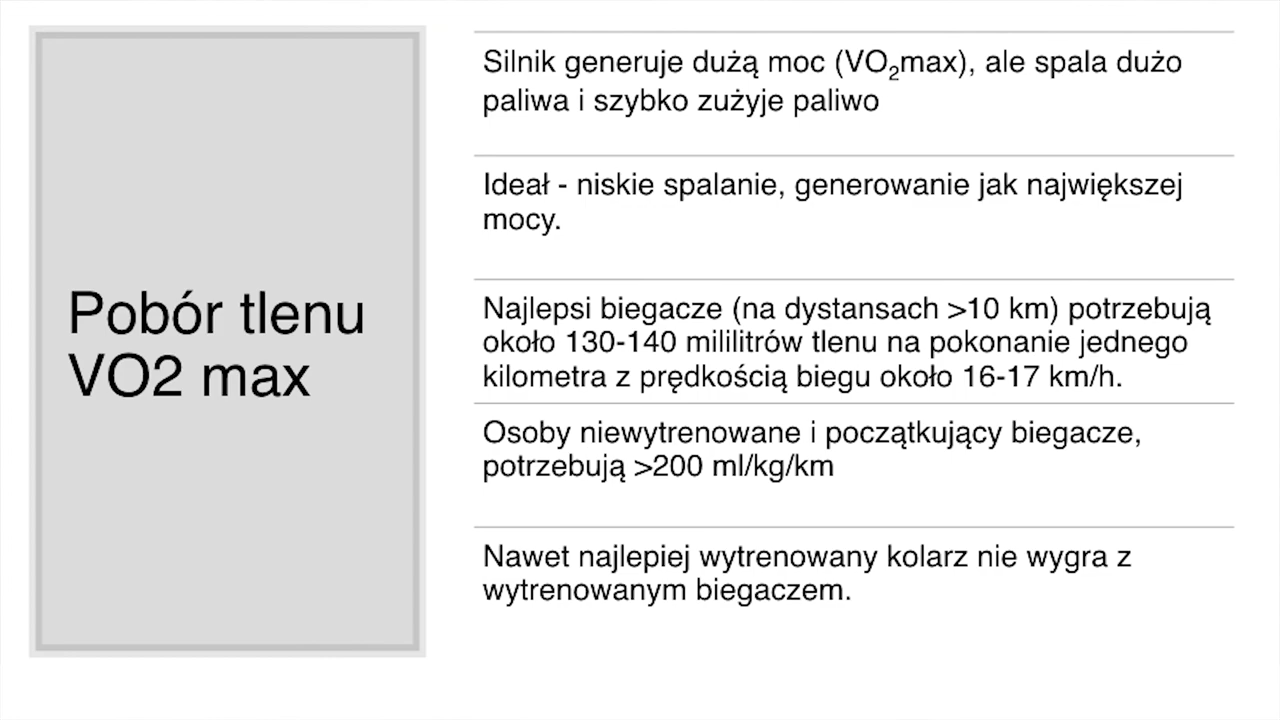 Pobór tlenu
VO2 max
Silnik generuje dużą moc (VO₂max), ale spala dużo
paliwa i szybko zużyje paliwo
Ideał - niskie spalanie, generowanie jak największej
mocy.
Najlepsi biegacze (na dystansach >10 km) potrzebują
około 130-140 mililitrów tlenu na pokonanie jednego
kilometra z prędkością biegu około 16-17 km/h.
Osoby niewytrenowane i początkujący biegacze,
potrzebują >200 ml/kg/km
Nawet najlepiej wytrenowany kolarz nie wygra z
wytrenowanym biegaczem.